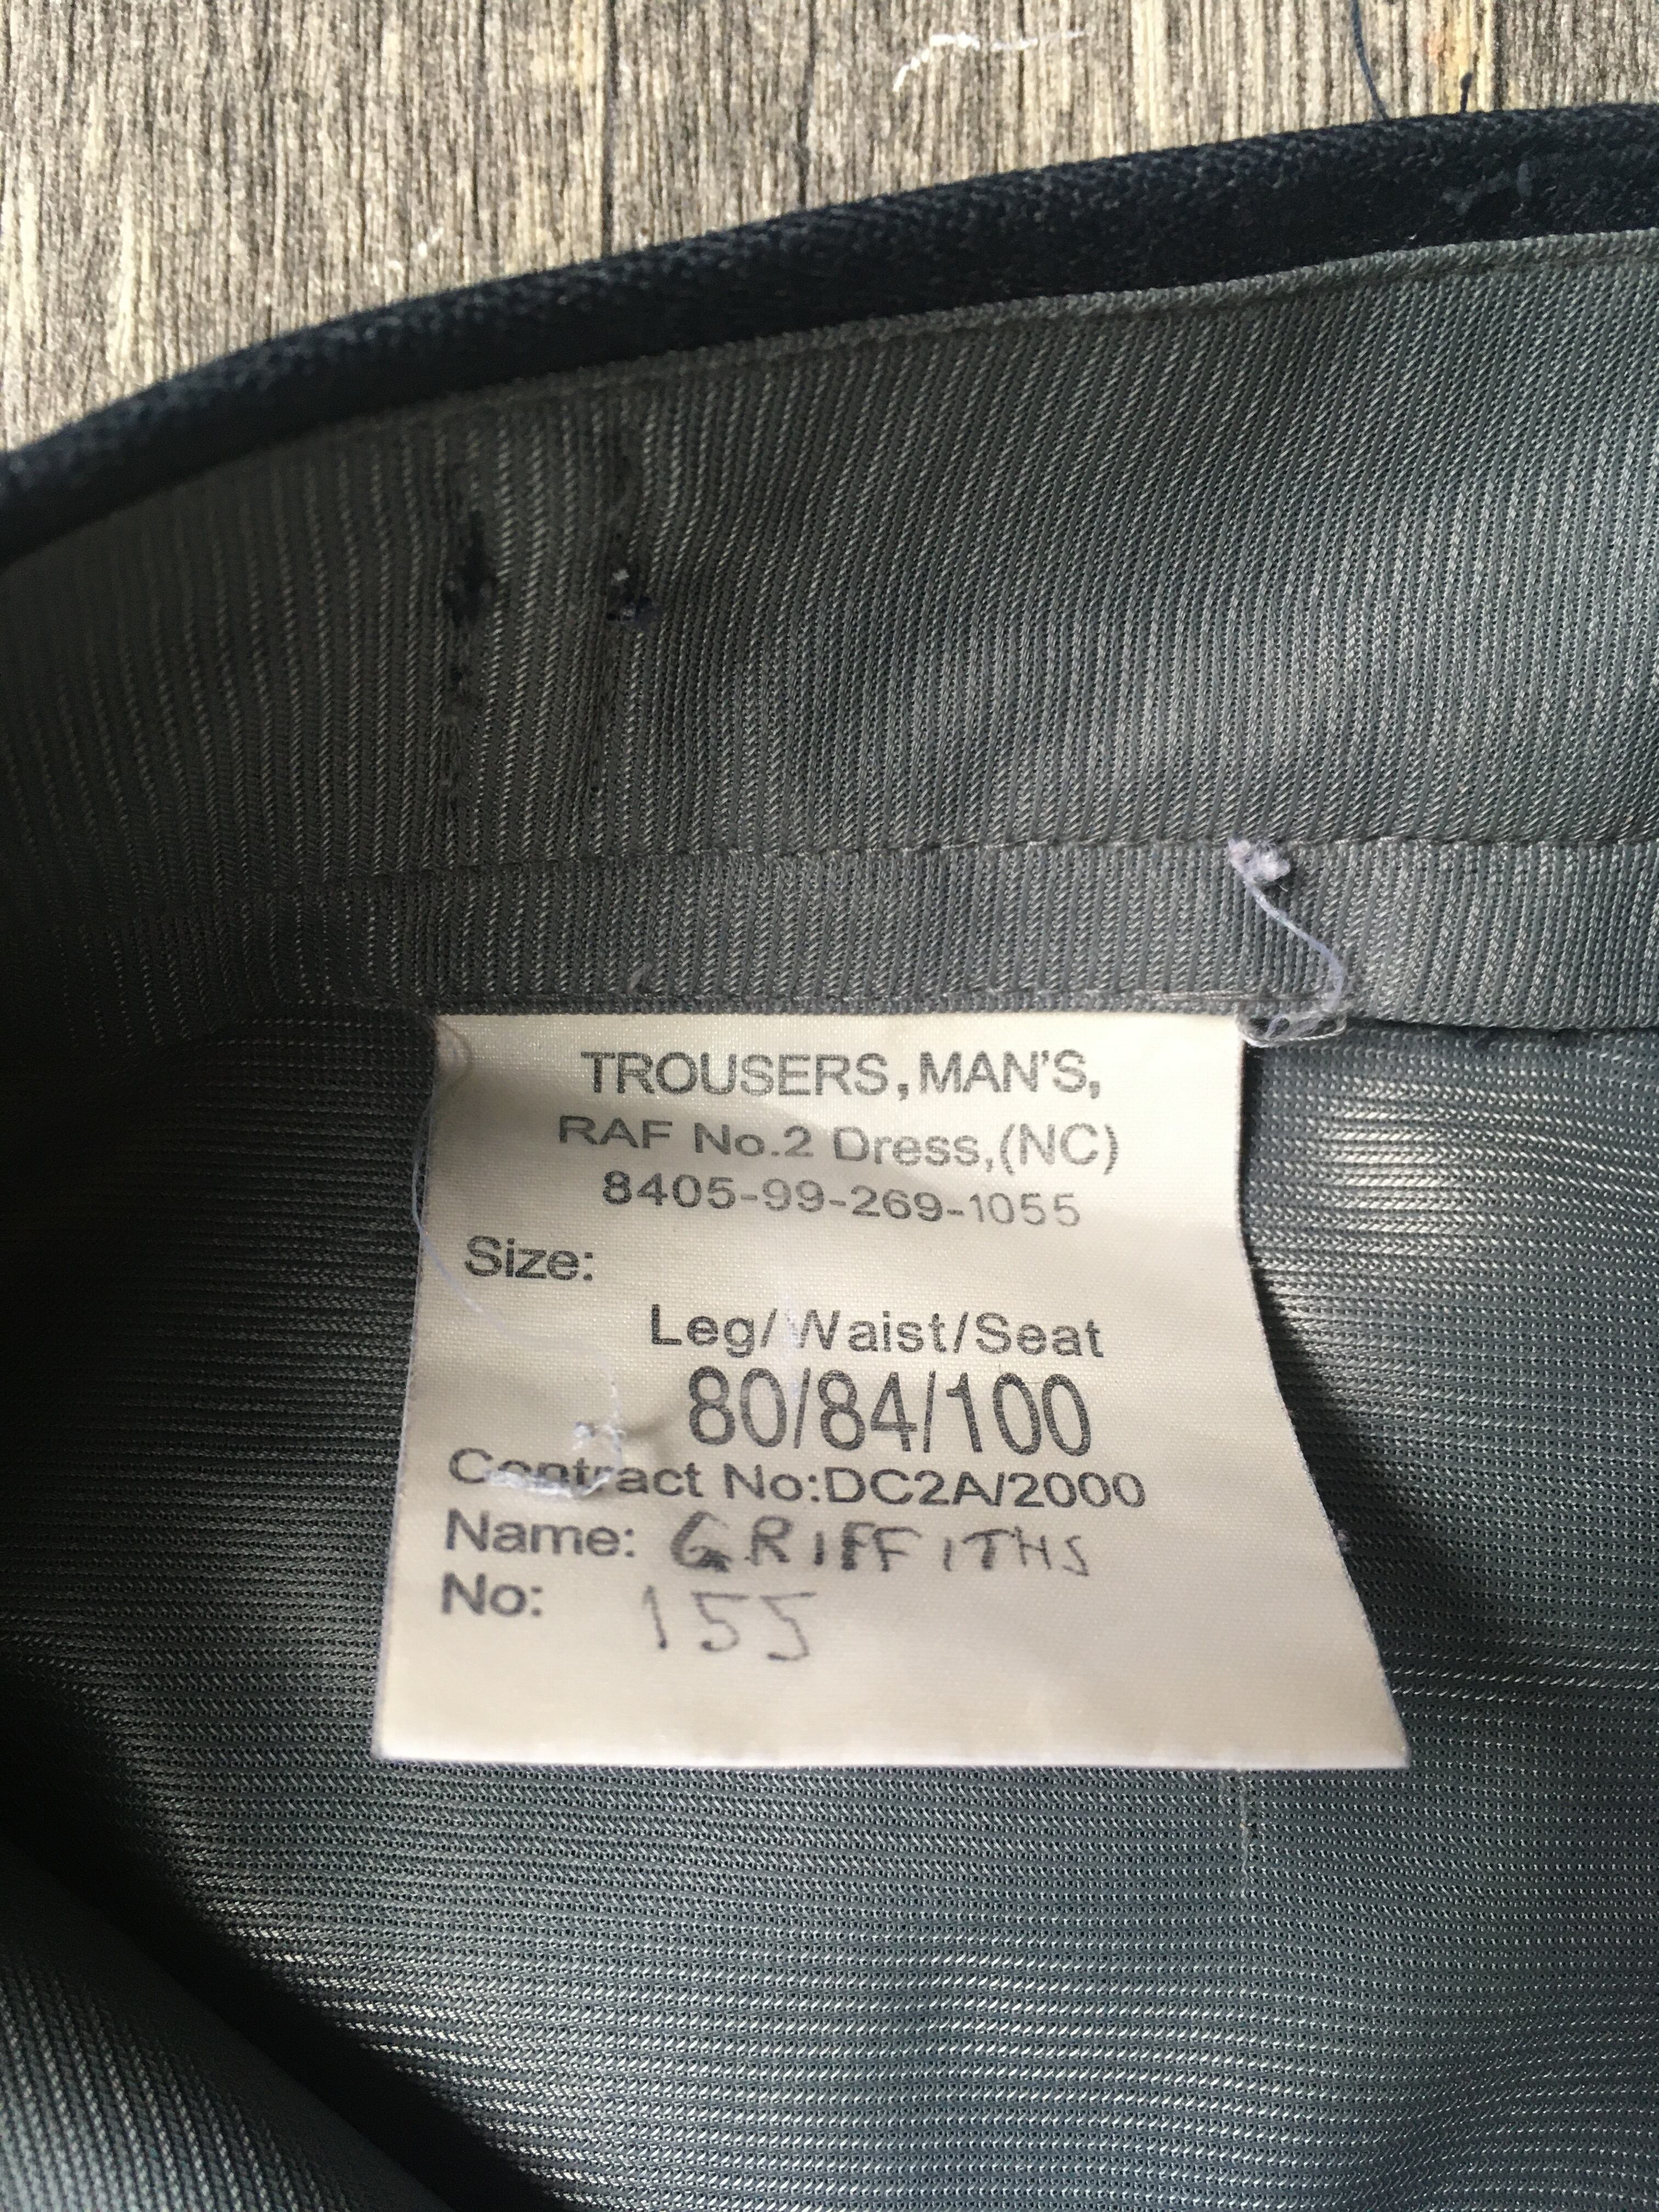 TROUSERS, MAN'S,
RAF No.2 Dress,(NC)
8405-99-269-1055
Size:
Leg/Waist/Seat
80/84/100
Contract No:DC2A/2000
Name: GRIFFITHS
No: 155